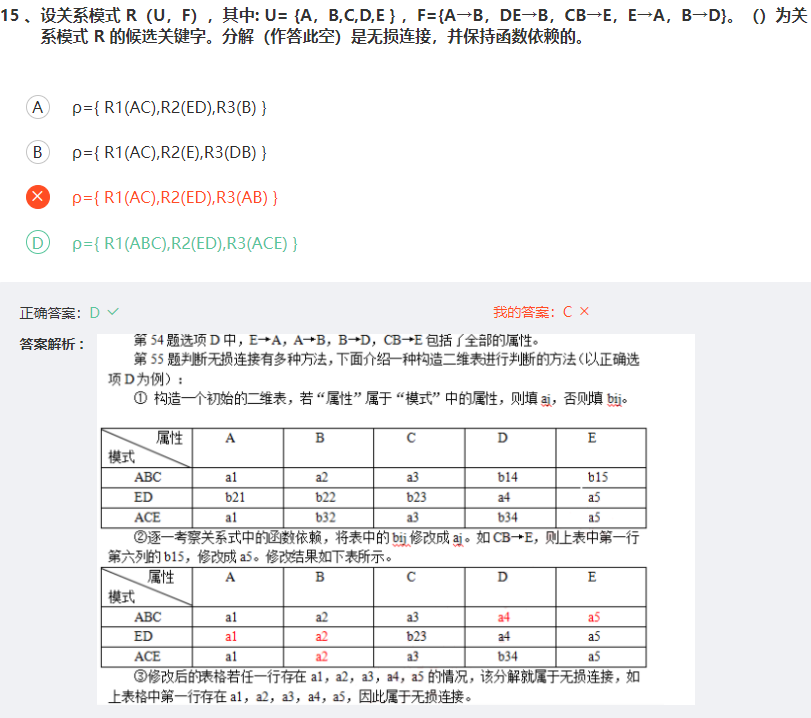 15 、设关系模式 R（U，F），其中: U= {A，B,C,D,E } ，F={A→B，DE→B，CB→E，E→A，B→D}。（）为关
系模式 R 的候选关键字。分解（作答此空）是无损连接，并保持函数依赖的。
A ρ={ R1(AC),R2(ED),R3(B) }
B ρ={ R1(AC),R2(E),R3(DB) }
ρ={ R1(AC),R2(ED),R3(AB) }
D ρ={ R1(ABC),R2(ED),R3(ACE) }
正确答案: D 我的答案: C
答案解析：
第 54 题选项 D 中，E→A，A→B，B→D，CB→E 包括了全部的属性。
第 55 题判断无损连接有多种方法，下面介绍一种构造二维表进行判断的方法（以正确选
项 D 为例）：
① 构造一个初始的二维表，若“属性”属于“模式”中的属性，则填 aj，否则填 bij。
属性 A B C D E
模式
ABC a1 a2 a3 b14 b15
ED b21 b22 b23 a4 a5
ACE a1 b32 a3 b34 a5
②逐一考察关系式中的函数依赖，将表中的 bij 修改成 aj。如 CB→E，则上表中第一行
第六列的 b15，修改成 a5。修改结果如下表所示。
属性 A B C D E
模式
ABC a1 a2 a3 a4 a5
ED a1 a2 b23 a4 a5
ACE a1 a2 a3 b34 a5
③修改后的表格若任一行存在 a1，a2，a3，a4，a5 的情况，该分解就属于无损连接，如
上表格中第一行存在 a1，a2，a3，a4，a5，因此属于无损连接。